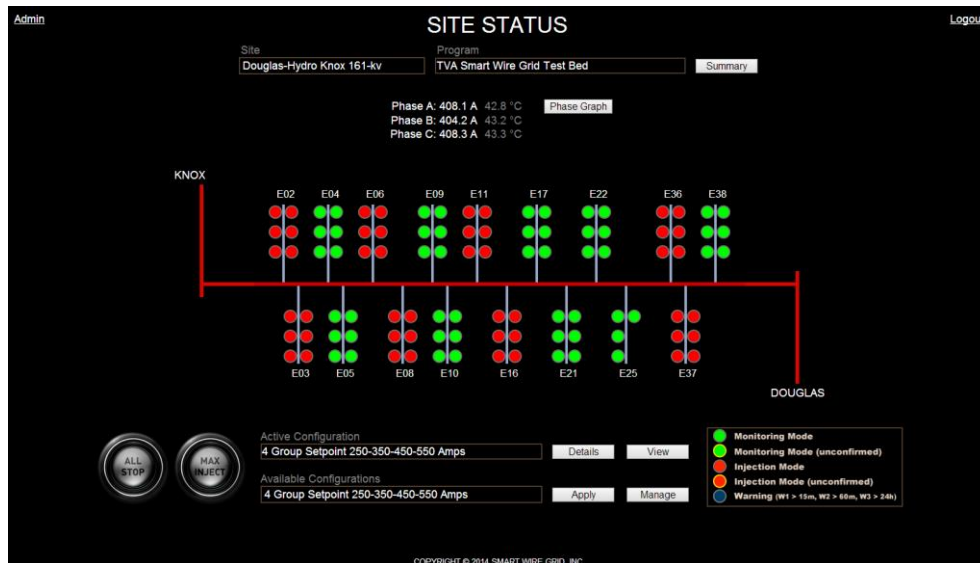 Admin
SITE STATUS
Logou
Site
Program
Douglas-Hydro Knox 161-kv
TVA Smart Wire Grid Test Bed
Summary
Phase A: 408.1 A 42.8 °C
Phase Graph
Phase B: 404.2 A 43.2 °C
Phase C: 408.3 A 43.3 °C
KNOX
E02 E04 E06 E09 E11 E17 E22 E36 E38
E03 E05 E08 E10 E16 E21 E25 E37
DOUGLAS
ALL
STOP
MAX
INJECT
Active Configuration
4 Group Setpoint 250-350-450-550 Amps
Details
View
Available Configurations
4 Group Setpoint 250-350-450-550 Amps
Apply
Manage
Monitoring Mode
Monitoring Mode (unconfirmed)
Injection Mode
Injection Mode (unconfirmed)
Warning (W1 > 15m, W2 > 60m, W3 > 24h)
COPYRIGHT © 2014 SMART WIRE GRID, INC